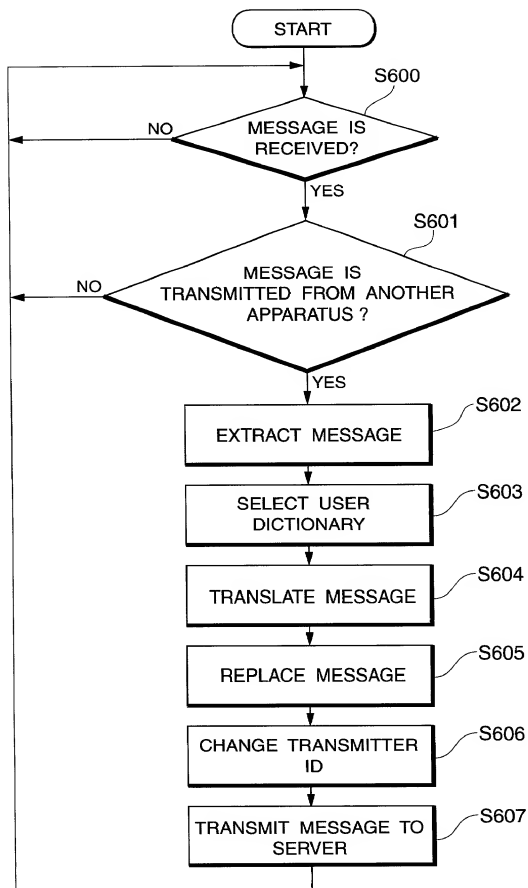 START
S600
NO
MESSAGE IS
RECEIVED?
YES
S601
NO
MESSAGE IS
TRANSMITTED FROM ANOTHER
APPARATUS ?
YES
S602
EXTRACT MESSAGE
S603
SELECT USER
DICTIONARY
S604
TRANSLATE MESSAGE
S605
REPLACE MESSAGE
S606
CHANGE TRANSMITTER
ID
S607
TRANSMIT MESSAGE TO
SERVER